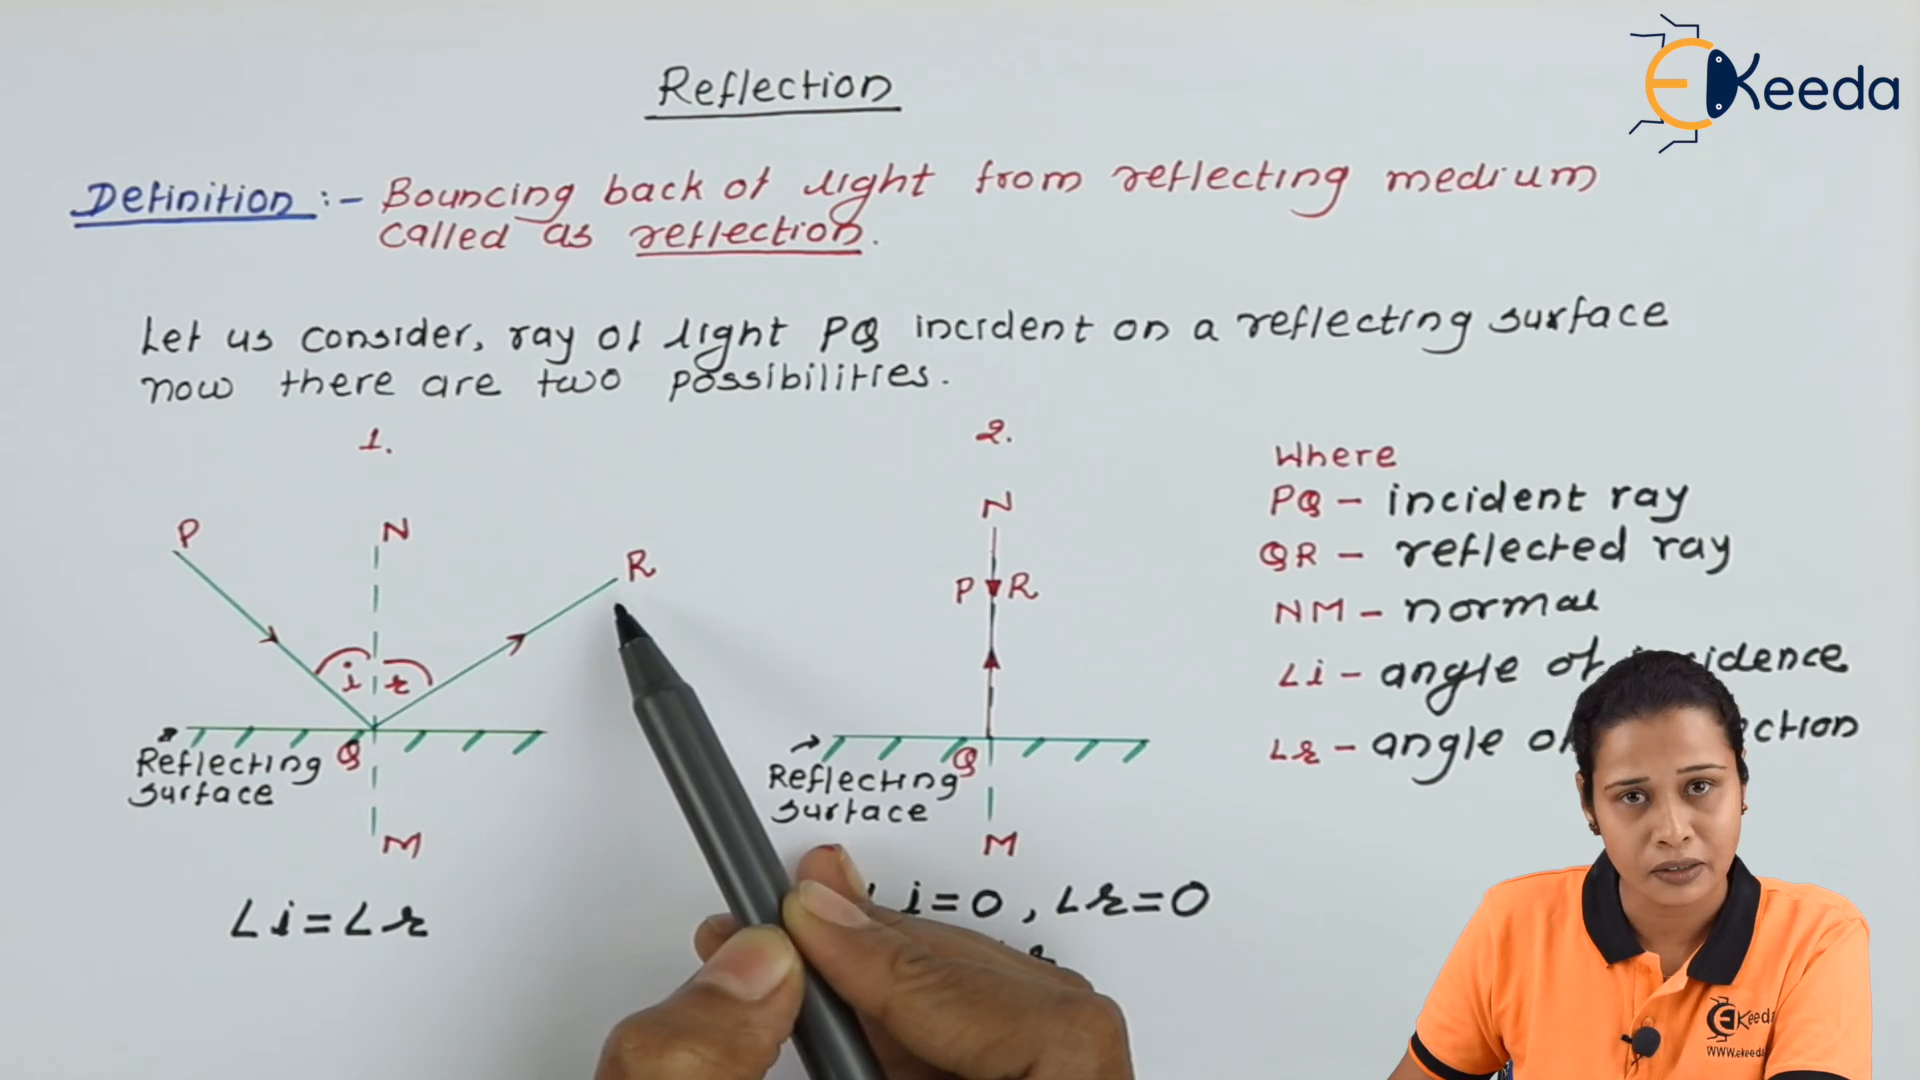 Reflection
EKeeda
Definition :- Bouncing back of light from reflecting medium
called as reflection.
Let us consider, ray of light PQ incident on a reflecting surface
now there are two possibilities.
1.
P
N
R
i
r
Q
Reflecting
surface
M
∠i=∠r
2.
N
P R
Q
Reflecting
surface
M
i=0, ∠r=0
Where
PQ - incident ray
QR - reflected ray
NM - normal
∠i - angle of
∠r - angle
Keeda